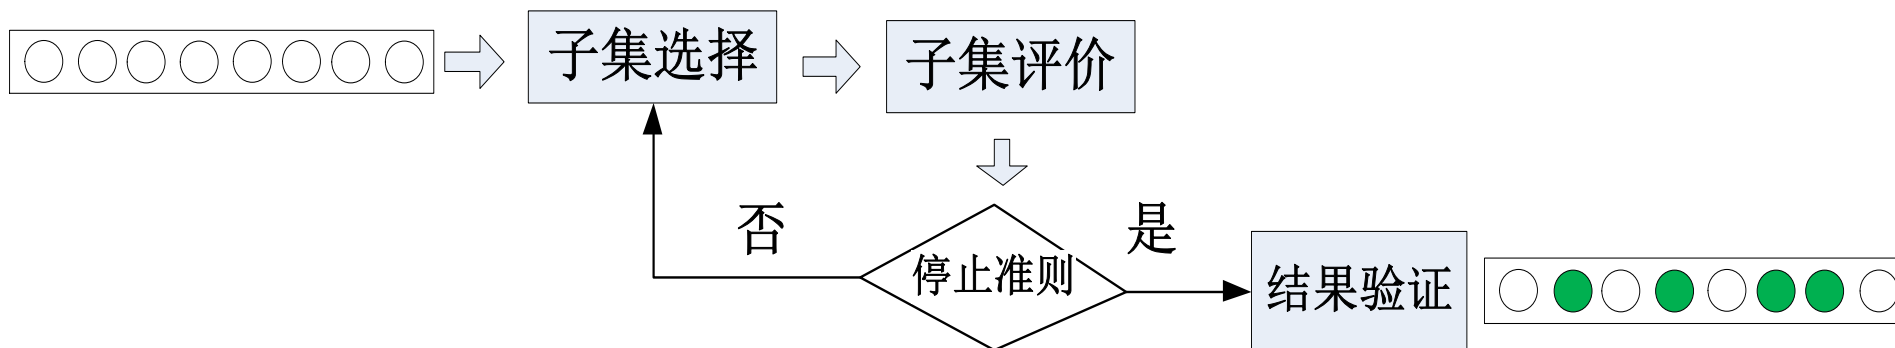 子集选择
子集评价
否
是
停止准则
结果验证